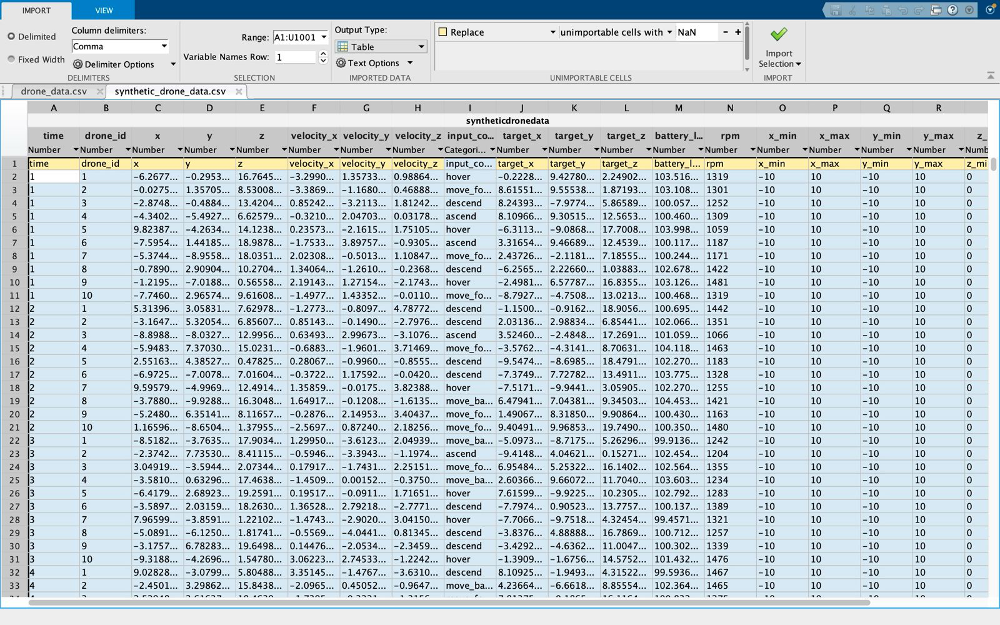 IMPORT VIEW
Delimited Column delimiters: Range: A1:U1001 Output Type: Replace unimportable cells with NaN - +
Comma Table Import
Fixed Width Delimiter Options Variable Names Row: 1 Text Options Selection
DELIMITERS SELECTION IMPORTED DATA UNIMPORTABLE CELLS IMPORT
drone_data.csv synthetic_drone_data.csv
A B C D E F G H I J K L M N O P Q R
syntheticdronedata
time drone_id x y z velocity_x velocity_y velocity_z input_co... target_x target_y target_z battery_l... rpm x_min x_max y_min y_max z_
Number Number Number Number Number Number Number Number Categori... Number Number Number Number Number Number Number Number Number Numb
1 time drone_id x y z velocity_x velocity_y velocity_z input_co... target_x target_y target_z battery_l... rpm x_min x_max y_min y_max z_mi
2 1 1 -6.2677... -0.2953... 16.7645... -3.2990... 1.35733... 0.98864... hover -0.2228... 9.42780... 2.24902... 103.516... 1319 -10 10 -10 10 0
3 1 2 -0.0275... 1.35705... 8.53008... -3.3869... -1.1680... 0.46888... move_fo... 8.61551... 9.55538... 1.87193... 103.108... 1301 -10 10 -10 10 0
4 1 3 -2.8748... -0.4884... 13.4204... 0.85242... -3.2113... 1.81242... descend 8.24393... -7.9774... 5.86589... 100.057... 1252 -10 10 -10 10 0
5 1 4 -4.3402... -5.4927... 6.62579... -0.3210... 2.04703... 0.03178... ascend 8.10966... 9.30515... 12.5653... 100.460... 1309 -10 10 -10 10 0
6 1 5 9.82387... -4.2634... 14.1238... 0.23573... -2.1615... 1.75105... hover -6.3113... -9.0868... 17.7008... 103.998... 1059 -10 10 -10 10 0
7 1 6 -7.5954... 1.44185... 18.9878... -1.7533... 3.89757... -0.9305... ascend 3.31654... 9.46689... 12.4539... 100.117... 1187 -10 10 -10 10 0
8 1 7 -5.3744... -8.9558... 18.0351... 2.02308... -0.5013... 1.10847... move_fo... 2.43726... -2.1181... 7.18555... 100.244... 1171 -10 10 -10 10 0
9 1 8 -0.7890... 2.90904... 10.2704... 1.34064... -1.2610... -0.2368... descend -6.2565... 2.22660... 1.03883... 102.678... 1422 -10 10 -10 10 0
10 1 9 -1.2195... -7.0188... 0.56558... 2.19143... 1.27154... -2.1743... hover -2.4981... 6.57787... 16.8355... 103.126... 1481 -10 10 -10 10 0
11 1 10 -7.7460... 2.96574... 9.61608... -1.4977... 1.43352... -0.0110... move_fo... -8.7927... -4.7508... 13.0213... 100.468... 1319 -10 10 -10 10 0
12 2 1 5.31396... 3.05831... 7.62978... -1.2773... -0.8097... 4.78772... descend -1.1500... -0.9162... 18.9056... 100.695... 1442 -10 10 -10 10 0
13 2 2 -3.1647... 5.32054... 6.85607... 0.85143... -0.1490... -2.7976... descend 2.03136... 2.98834... 6.85441... 102.066... 1351 -10 10 -10 10 0
14 2 3 -8.8988... -8.0327... 12.9956... 0.63493... 2.99673... -3.1076... ascend 3.52460... -2.4848... 17.2691... 101.059... 1066 -10 10 -10 10 0
15 2 4 -5.9483... 7.37030... 15.0231... -0.6883... -1.9601... 3.71469... move_fo... -3.5762... -4.3141... 8.70631... 104.118... 1463 -10 10 -10 10 0
16 2 5 2.55163... 4.38527... 0.47825... 0.28067... -0.9960... -0.8555... descend -9.5474... -8.6985... 18.4791... 102.270... 1183 -10 10 -10 10 0
17 2 6 -6.9725... -7.0078... 7.01604... -0.3722... 1.17592... -0.0420... descend -7.3749... 7.72782... 13.4911... 103.775... 1328 -10 10 -10 10 0
18 2 7 9.59579... -4.9969... 12.4914... 1.35859... -0.0175... 3.82388... hover -7.5171... -9.9441... 3.05905... 102.270... 1255 -10 10 -10 10 0
19 2 8 -3.7880... -9.9288... 16.3048... 1.64917... -0.1208... -1.6135... move_ba... 6.47941... 7.04381... 9.34503... 104.453... 1421 -10 10 -10 10 0
20 2 9 -5.2480... 6.35141... 8.11657... -0.2876... 2.14953... 3.40437... move_fo... 1.49067... 8.31850... 9.90864... 100.430... 1163 -10 10 -10 10 0
21 2 10 1.16596... -8.6504... 1.37955... -2.5697... 0.87240... 2.18256... move_fo... 9.40491... 9.96853... 19.7490... 100.350... 1480 -10 10 -10 10 0
22 3 1 -8.5182... -3.7635... 17.9034... 1.29950... -3.6123... 2.04939... move_ba... -5.0973... -8.7175... 5.26296... 99.9136... 1242 -10 10 -10 10 0
23 3 2 -2.3742... 7.73530... 8.41115... -0.5946... -3.3943... -1.1974... ascend -9.4148... 4.04621... 0.15271... 102.454... 1204 -10 10 -10 10 0
24 3 3 3.04919... -3.5944... 2.07344... 0.17917... -1.7431... 2.25151... move_fo... 6.95484... 5.25322... 16.1402... 102.564... 1355 -10 10 -10 10 0
25 3 4 -3.5810... 0.63296... 17.4638... -1.4509... 0.00152... -0.3750... move_ba... 2.60366... 9.66072... 11.7040... 103.603... 1234 -10 10 -10 10 0
26 3 5 -6.4179... 2.68923... 19.2591... 0.19517... -0.0911... 1.71651... hover 7.61599... -9.9225... 10.2305... 102.792... 1283 -10 10 -10 10 0
27 3 6 -3.5897... 2.03159... 18.2630... 1.36528... 2.79218... -2.7771... descend -7.7974... 0.90523... 13.7757... 100.137... 1389 -10 10 -10 10 0
28 3 7 7.96599... -3.8591... 1.22102... -1.4743... -2.9020... 3.04150... hover -7.7066... -9.7518... 4.32454... 99.4571... 1321 -10 10 -10 10 0
29 3 8 -5.0891... -6.1250... 1.81741... -0.5569... -4.0441... 0.81345... descend -3.8376... 4.88888... 16.7869... 100.712... 1257 -10 10 -10 10 0
30 3 9 -3.1757... 6.78283... 19.6498... 0.14476... -2.0534... -2.3459... descend -3.4292... -4.6362... 11.0047... 100.302... 1339 -10 10 -10 10 0
31 3 10 -9.3188... -4.2696... 1.54780... 3.06223... 2.74533... -1.2242... hover -1.3909... -1.6756... 14.5752... 101.432... 1476 -10 10 -10 10 0
32 4 1 9.02828... -3.0799... 5.80488... 3.35145... -1.4767... -3.6310... descend 8.10925... -1.9493... 4.31522... 99.5936... 1467 -10 10 -10 10 0
33 4 2 -2.4501... 3.29862... 15.8438... -2.0965... 0.45052... -0.9647... move_ba... 4.23664... -6.6618... 8.85554... 102.364... 1465 -10 10 -10 10 0